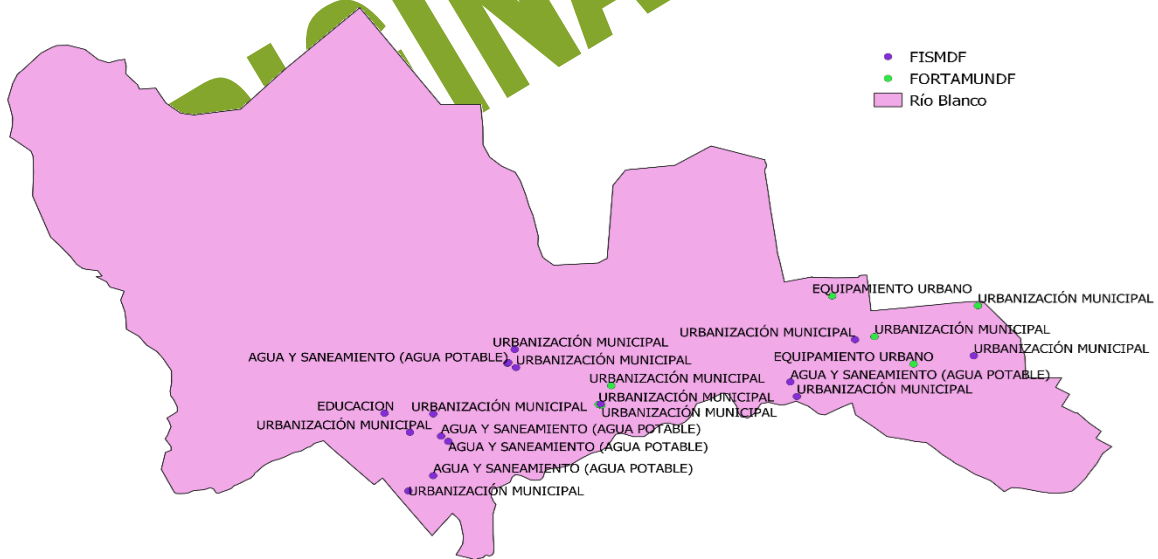 FISMDF
FORTAMUNDF
Río Blanco
EQUIPAMIENTO URBANO
URBANIZACIÓN MUNICIPAL
URBANIZACIÓN MUNICIPAL
URBANIZACIÓN MUNICIPAL
URBANIZACIÓN MUNICIPAL
URBANIZACIÓN MUNICIPAL
AGUA Y SANEAMIENTO (AGUA POTABLE)
URBANIZACIÓN MUNICIPAL
EQUIPAMIENTO URBANO
URBANIZACIÓN MUNICIPAL
AGUA Y SANEAMIENTO (AGUA POTABLE)
URBANIZACIÓN MUNICIPAL
URBANIZACIÓN MUNICIPAL
URBANIZACIÓN MUNICIPAL
EDUCACION
URBANIZACIÓN MUNICIPAL
URBANIZACIÓN MUNICIPAL
AGUA Y SANEAMIENTO (AGUA POTABLE)
AGUA Y SANEAMIENTO (AGUA POTABLE)
AGUA Y SANEAMIENTO (AGUA POTABLE)
URBANIZACIÓN MUNICIPAL